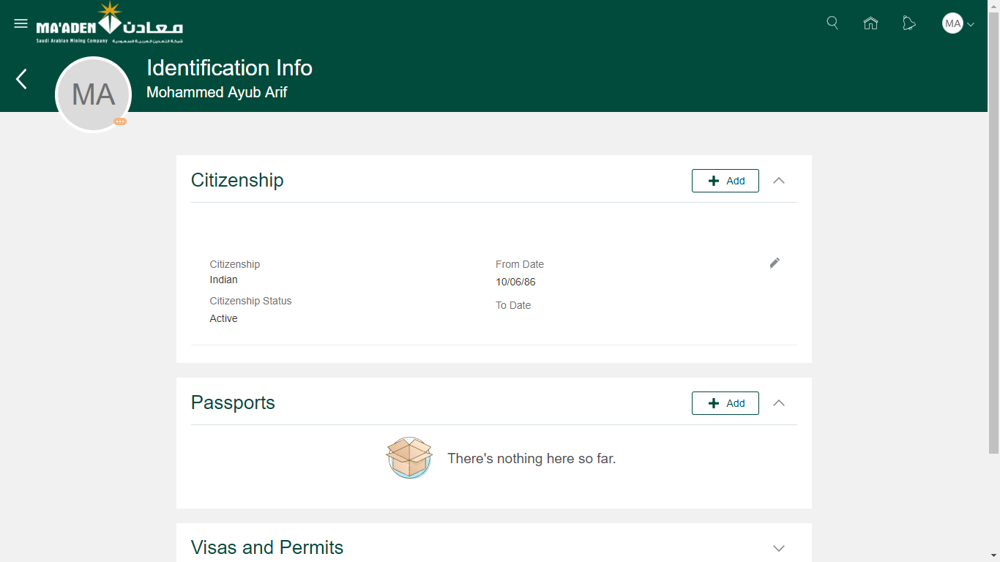 MA'ADEN معادن
Saudi Arabian Mining Company شركة التعدين العربية السعودية
MA
Identification Info
Mohammed Ayub Arif
MA
Citizenship
Add
Citizenship
Indian
From Date
10/06/86
Citizenship Status
Active
To Date
Passports
Add
There's nothing here so far.
Visas and Permits